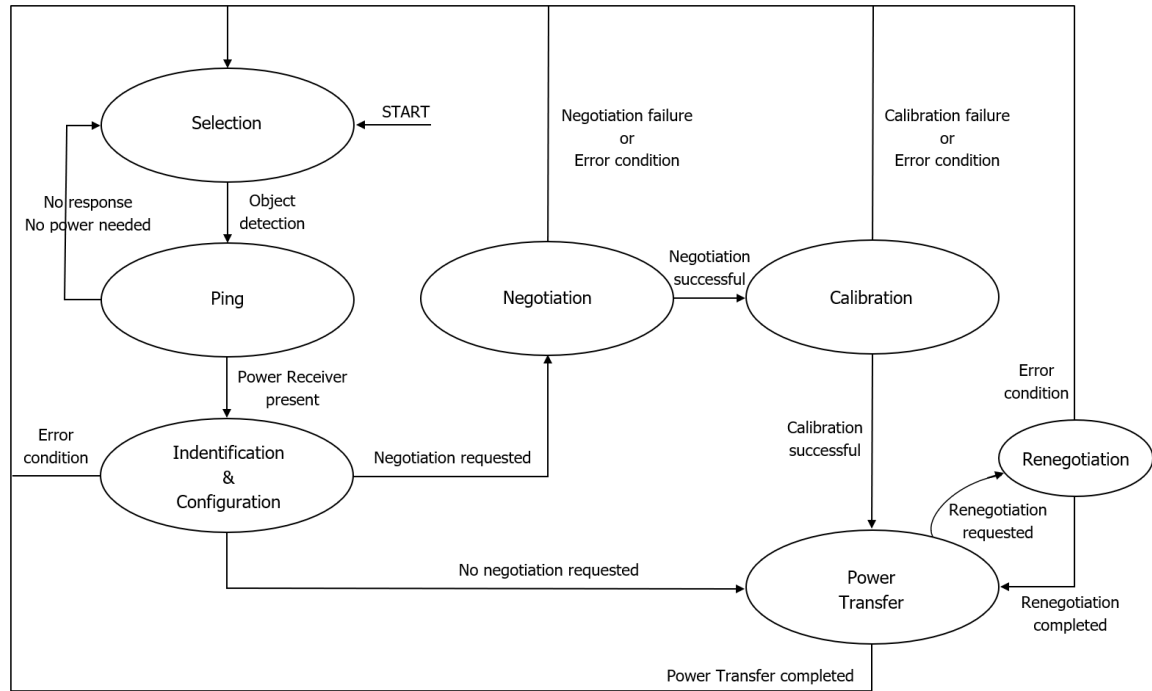 START
Selection
Negotiation failure
or
Error condition
Calibration failure
or
Error condition
No response
No power needed
Object
detection
Negotiation
successful
Ping
Negotiation
Calibration
Power Receiver
present
Error
condition
Error
condition
Indentification
&
Configuration
Negotiation requested
Calibration
successful
Renegotiation
Renegotiation
requested
No negotiation requested
Power
Transfer
Renegotiation
completed
Power Transfer completed